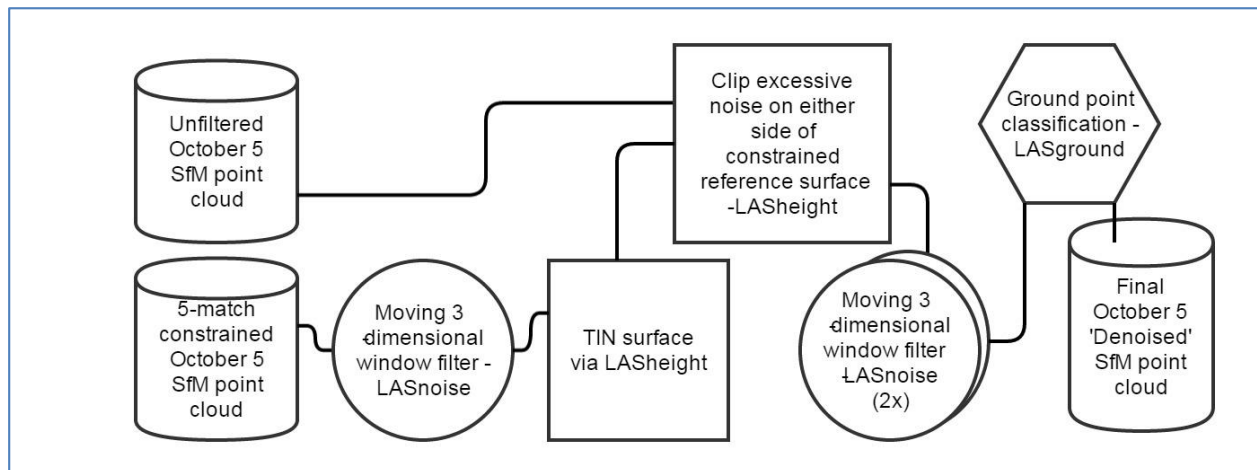 Unfiltered
October 5
SfM point
cloud
5-match
constrained
October 5
SfM point
cloud
Moving 3
-dimensional
window filter -
LASnoise
TIN surface
via LASheight
Clip excessive
noise on either
side of
constrained
reference surface
-LASheight
Moving 3
-dimensional
window filter
-LASnoise
(2x)
Ground point
classification -
LASground
Final
October 5
'Denoised'
SfM point
cloud